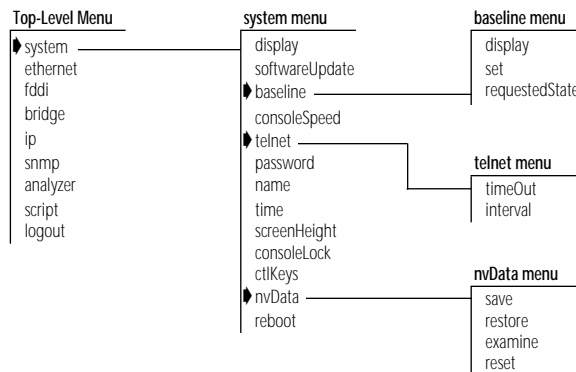 Top-Level Menu
system
ethernet
fddi
bridge
ip
snmp
analyzer
script
logout
system menu
display
softwareUpdate
baseline
consoleSpeed
telnet
password
name
time
screenHeight
consoleLock
ctlKeys
nvData
reboot
baseline menu
display
set
requestedState
telnet menu
timeOut
interval
nvData menu
save
restore
examine
reset